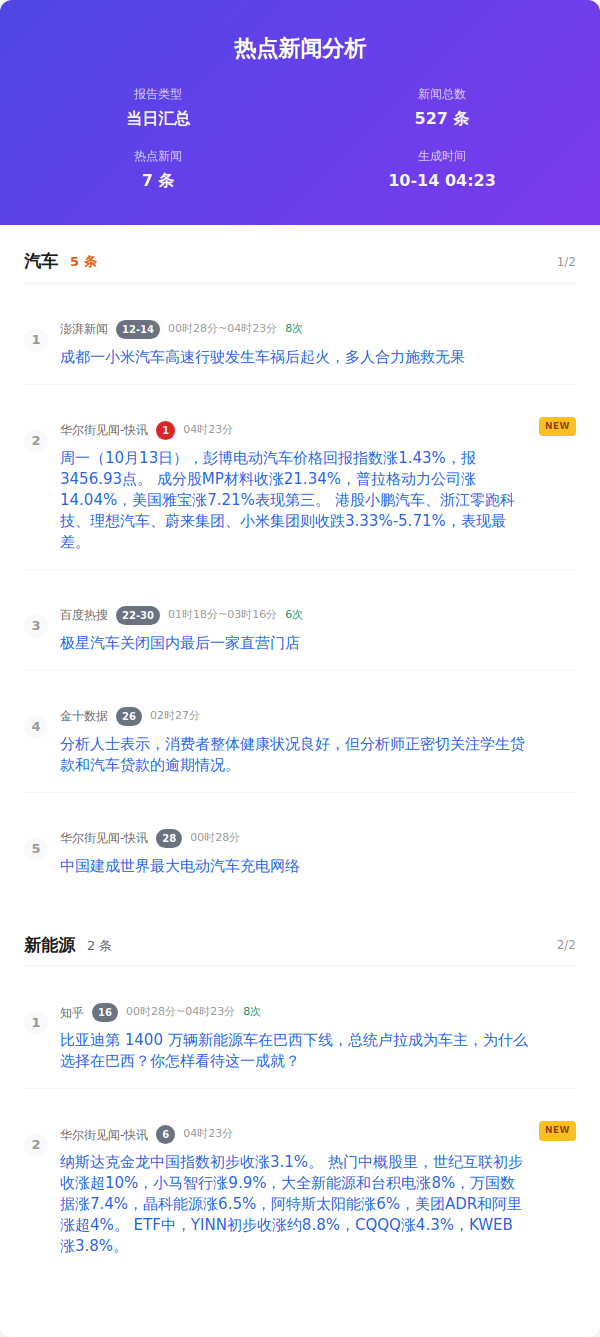 热点新闻分析
报告类型
当日汇总
新闻总数
527 条
热点新闻
7 条
生成时间
10-14 04:23
汽车 5 条 1/2
1
澎湃新闻 12-14 00时28分~04时23分 8次
成都一小米汽车高速行驶发生车祸后起火，多人合力施救无果
2
华尔街见闻-快讯 1 04时23分 NEW
周一（10月13日），彭博电动汽车价格回报指数涨1.43%，报
3456.93点。 成分股MP材料收涨21.34%，普拉格动力公司涨
14.04%，美国雅宝涨7.21%表现第三。 港股小鹏汽车、浙江零跑科
技、理想汽车、蔚来集团、小米集团则收跌3.33%-5.71%，表现最
差。
3
百度热搜 22-30 01时18分~03时16分 6次
极星汽车关闭国内最后一家直营门店
4
金十数据 26 02时27分
分析人士表示，消费者整体健康状况良好，但分析师正密切关注学生贷
款和汽车贷款的逾期情况。
5
华尔街见闻-快讯 28 00时28分
中国建成世界最大电动汽车充电网络
新能源 2 条 2/2
1
知乎 16 00时28分~04时23分 8次
比亚迪第 1400 万辆新能源车在巴西下线，总统卢拉成为车主，为什么
选择在巴西？你怎样看待这一成就？
2
华尔街见闻-快讯 6 04时23分 NEW
纳斯达克金龙中国指数初步收涨3.1%。 热门中概股里，世纪互联初步
收涨超10%，小马智行涨9.9%，大全新能源和台积电涨8%，万国数
据涨7.4%，晶科能源涨6.5%，阿特斯太阳能涨6%，美团ADR和阿里
涨超4%。 ETF中，YINN初步收涨约8.8%，CQQQ涨4.3%，KWEB
涨3.8%。